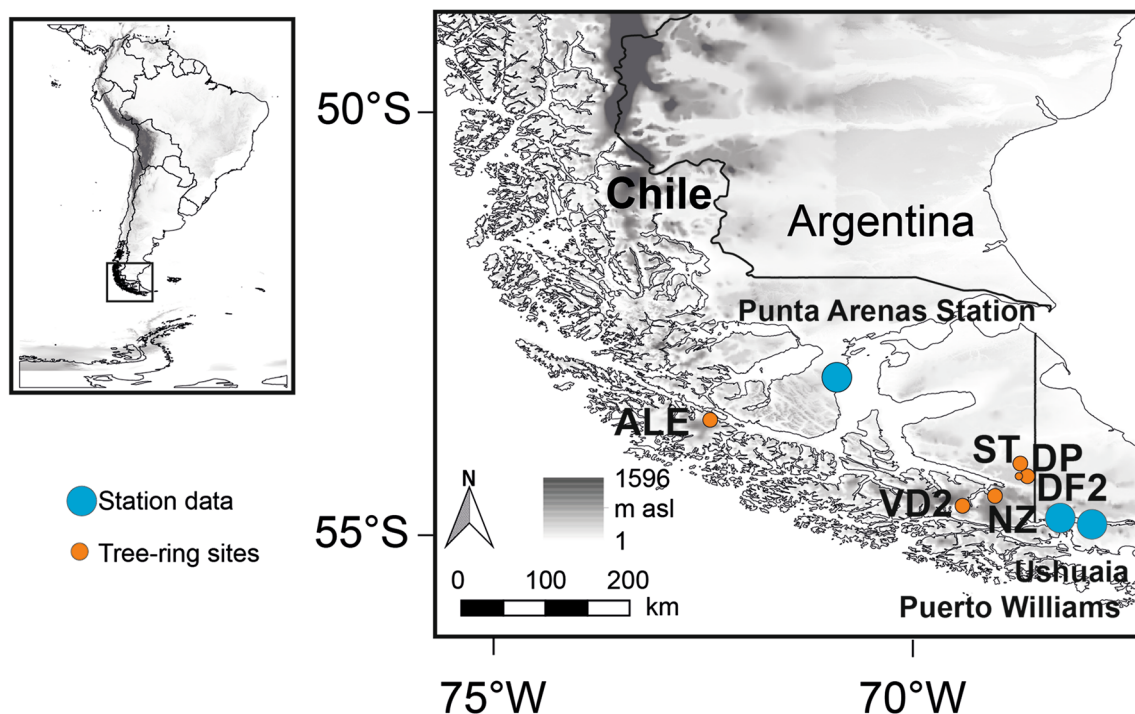 50°S
Chile
Argentina
Punta Arenas Station
ALE
ST
DP
DF2
VD2
NZ
N
1596
m asl
1
Station data
Tree-ring sites
55°S
Ushuaia
Puerto Williams
0 100 200
km
75°W 70°W